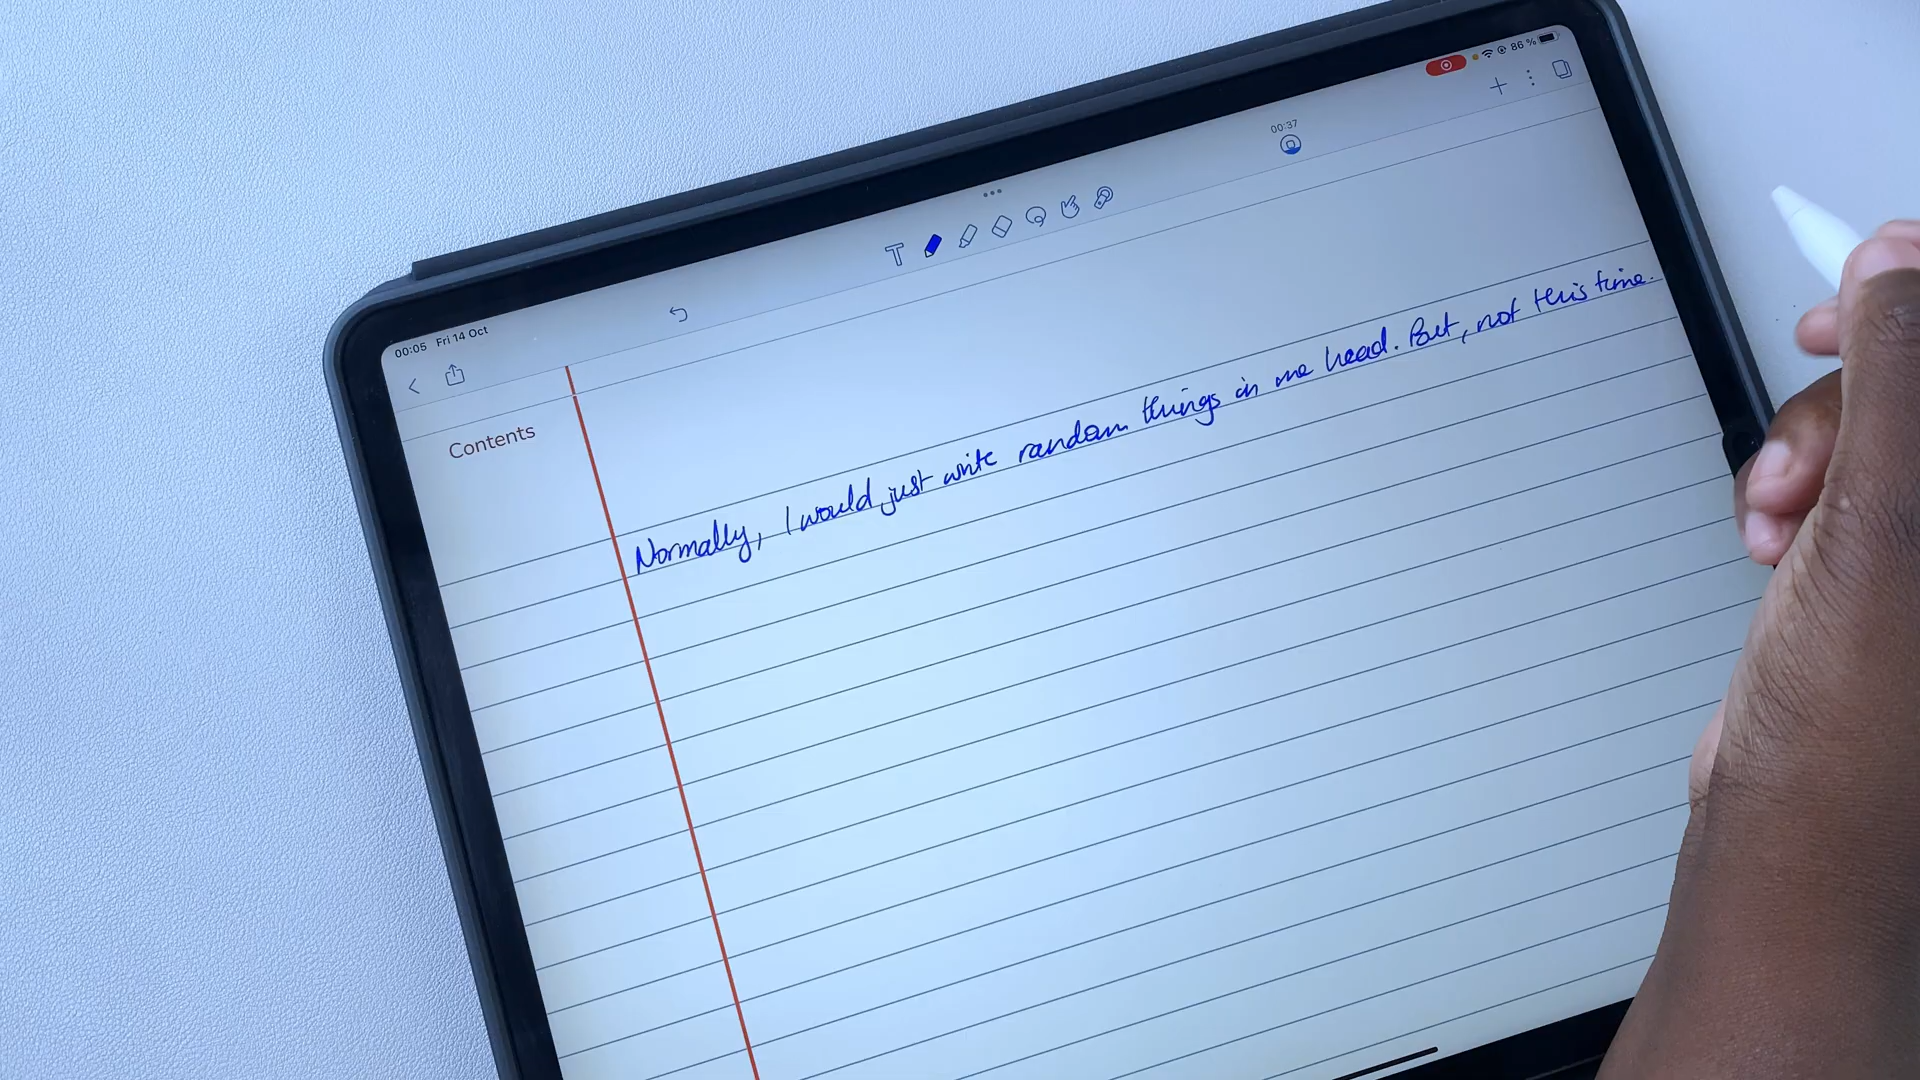 00:05 Fri 14 Oct
86 %
00:37
T
Contents
Normally, I would just write random things in me head. But, not this time.